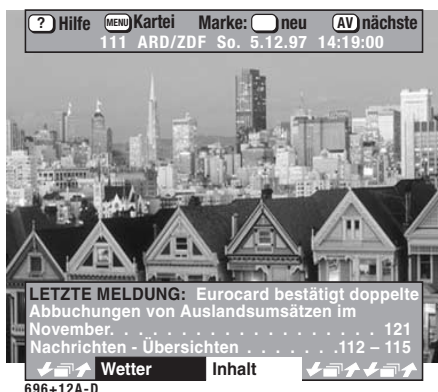 ? Hilfe MENU Kartei Marke: neu AV nächste
111 ARD/ZDF So. 5.12.97 14:19:00
LETZTE MELDUNG: Eurocard bestätigt doppelte
Abbuchungen von Auslandsumsätzen im
November. . . . . . . . . . . . . . . . . . . . 121
Nachrichten - Übersichten . . . . . . .112 – 115
Wetter Inhalt
696+12A-D